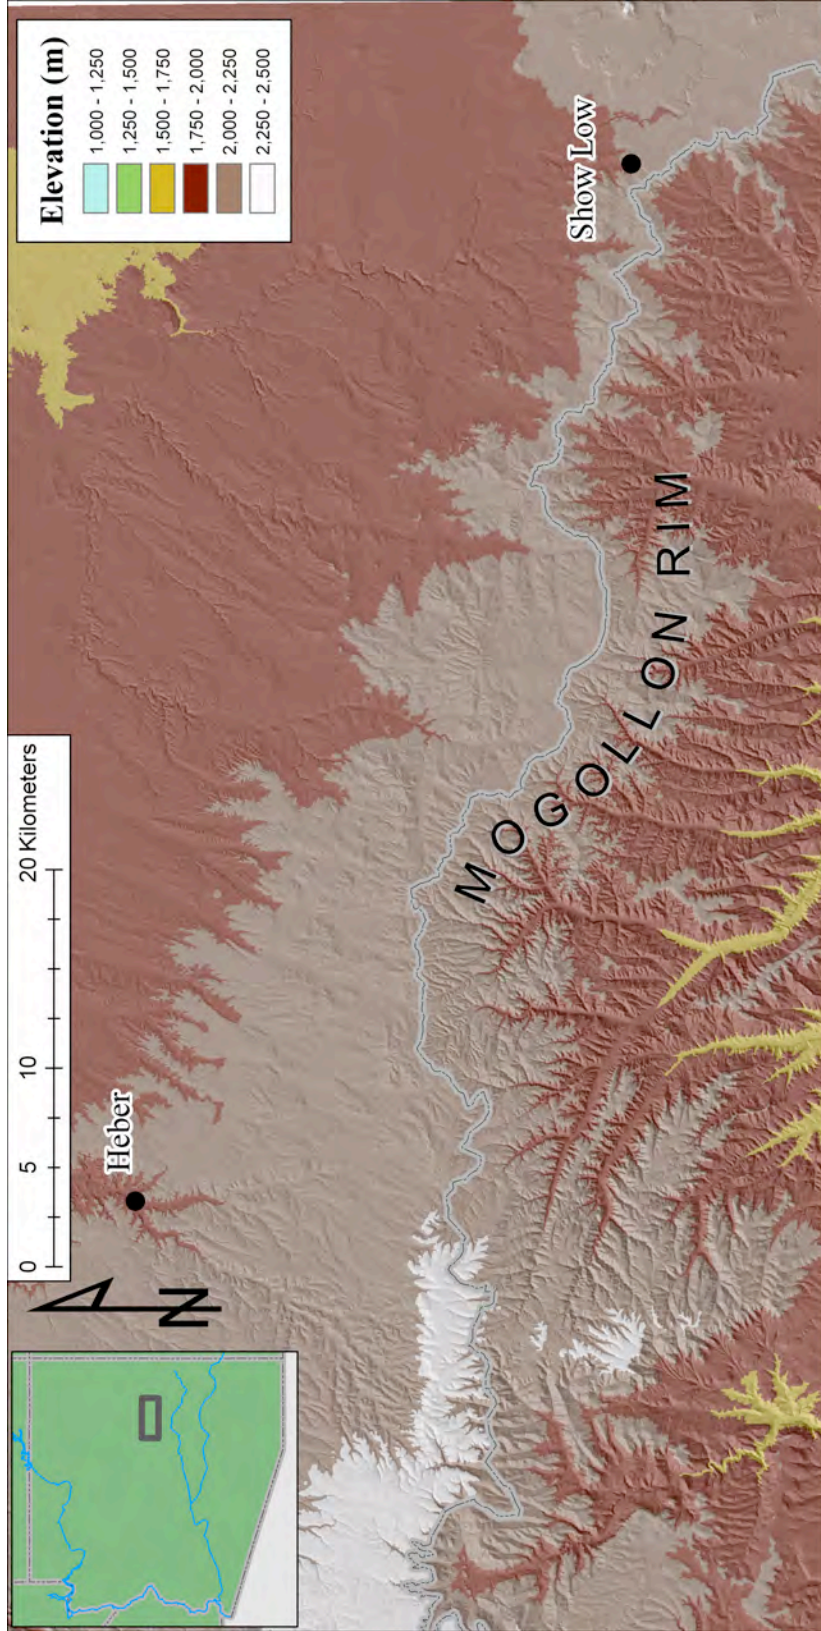 Elevation (m)
1,000 - 1,250
1,250 - 1,500
1,500 - 1,750
1,750 - 2,000
2,000 - 2,250
2,250 - 2,500
0 5 10 20 Kilometers
N
Heber
Show Low
MOGOLLON RIM